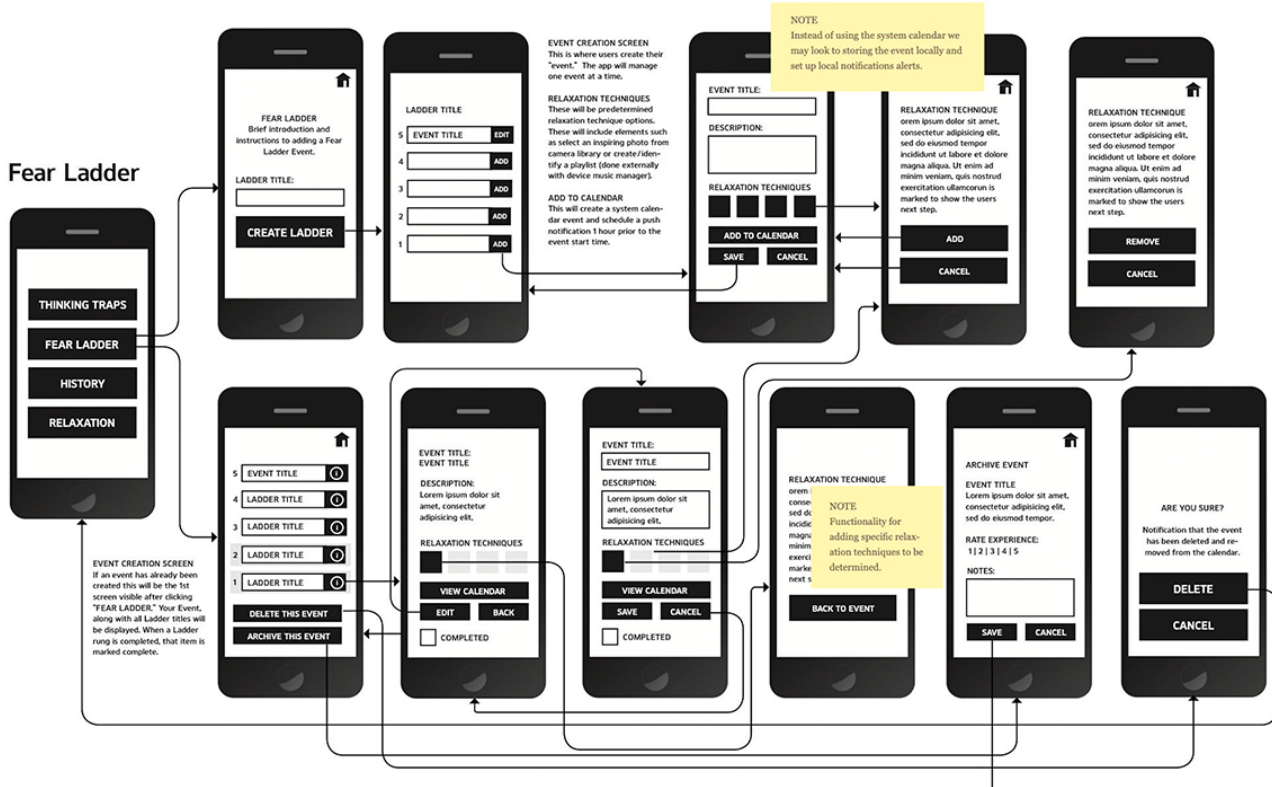 Fear Ladder
THINKING TRAPS
FEAR LADDER
HISTORY
RELAXATION
FEAR LADDER
Brief introduction and
instructions to adding a Fear
Ladder Event.
LADDER TITLE:
CREATE LADDER
LADDER TITLE
5 EVENT TITLE EDIT
4 ADD
3 ADD
2 ADD
1 ADD
EVENT CREATION SCREEN
This is where users create their
"event." The app will manage
one event at a time.
RELAXATION TECHNIQUES
These will be predetermined
relaxation technique options.
These will include elements such
as select an inspiring photo from
camera library or create/iden-
tify a playlist (done externally
with device music manager).
ADD TO CALENDAR
This will create a system calen-
dar event and schedule a push
notification 1 hour prior to the
event start time.
EVENT TITLE:
DESCRIPTION:
RELAXATION TECHNIQUES
ADD TO CALENDAR
SAVE CANCEL
NOTE
Instead of using the system calendar we
may look to storing the event locally and
set up local notifications alerts.
RELAXATION TECHNIQUE
orem ipsum dolor sit amet,
consectetur adipisicing elit,
sed do eiusmod tempor
incididunt ut labore et dolore
magna aliqua. Ut enim ad
minim veniam, quis nostrud
exercitation ullamcorun is
marked to show the users
next step.
ADD
CANCEL
RELAXATION TECHNIQUE
orem ipsum dolor sit amet,
consectetur adipisicing elit,
sed do eiusmod tempor
incididunt ut labore et dolore
magna aliqua. Ut enim ad
minim veniam, quis nostrud
exercitation ullamcorun is
marked to show the users
next step.
REMOVE
CANCEL
EVENT CREATION SCREEN
If an event has already been
created this will be the 1st
screen visible after clicking
"FEAR LADDER." Your Event,
along with all Ladder titles will
be displayed. When a Ladder
rung is completed, that item is
marked complete.
5 EVENT TITLE i
4 LADDER TITLE i
3 LADDER TITLE i
2 LADDER TITLE i
1 LADDER TITLE i
DELETE THIS EVENT
ARCHIVE THIS EVENT
EVENT TITLE:
EVENT TITLE
DESCRIPTION:
Lorem ipsum dolor sit
amet, consectetur
adipisicing elit,
RELAXATION TECHNIQUES
VIEW CALENDAR
EDIT BACK
COMPLETED
EVENT TITLE:
EVENT TITLE
DESCRIPTION:
Lorem ipsum dolor sit
amet, consectetur
adipisicing elit,
RELAXATION TECHNIQUES
VIEW CALENDAR
SAVE CANCEL
COMPLETED
RELAXATION TECHNIQUE
orem
conse
sed do
incidid
magna
minim
exerci
marke
next s
BACK TO EVENT
NOTE
Functionality for
adding specific relax-
ation techniques to be
determined.
ARCHIVE EVENT
EVENT TITLE
Lorem ipsum dolor sit amet,
consectetur adipisicing elit,
sed do eiusmod tempor.
RATE EXPERIENCE:
1|2|3|4|5
NOTES:
SAVE CANCEL
ARE YOU SURE?
Notification that the event
has been deleted and re-
moved from the calendar.
DELETE
CANCEL